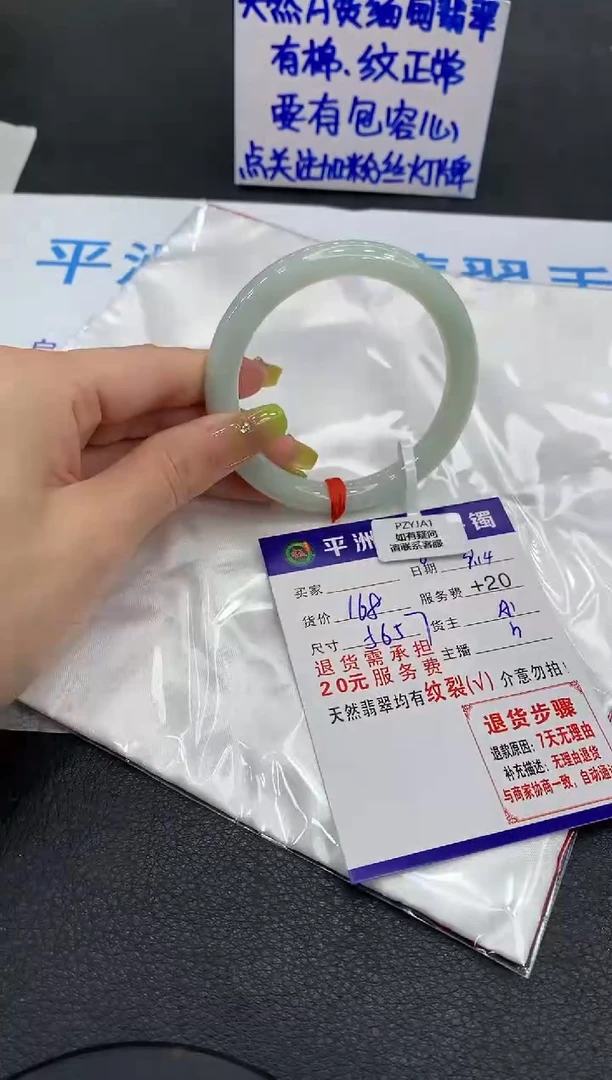 天然A货缅甸翡翠
有棉、纹正常
要有包容心
点关注加粉丝灯牌
平洲 翡翠手
平洲 镯
PZYJA1
如有疑问
请联系客服
日期 9.14
买家
货价 168 服务费 +20
尺寸 565 货主 A1
退货需承担 主播 h
20元服务费
天然翡翠均有纹裂(√) 介意勿拍!
退货步骤
退款原因: 7天无理由
补充描述: 无理由退货
与商家协商一致, 自动通